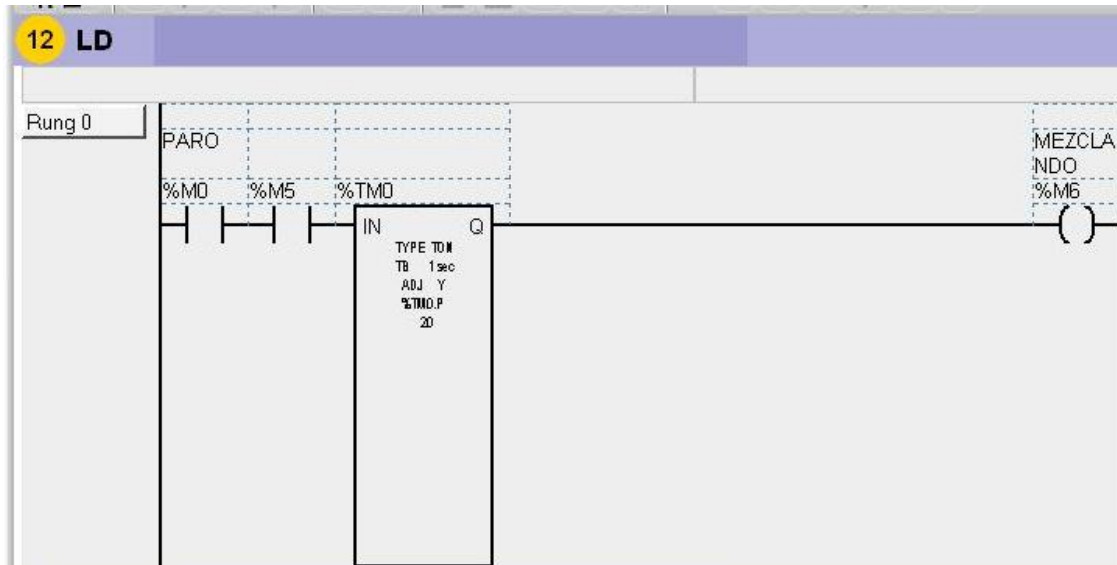 12 LD
Rung 0
PARO
MEZCLA
NDO
%M0 %M5 %TM0 %M6
IN Q
TYPE TON
TB 1sec
ADJ Y
%TM0.P
20